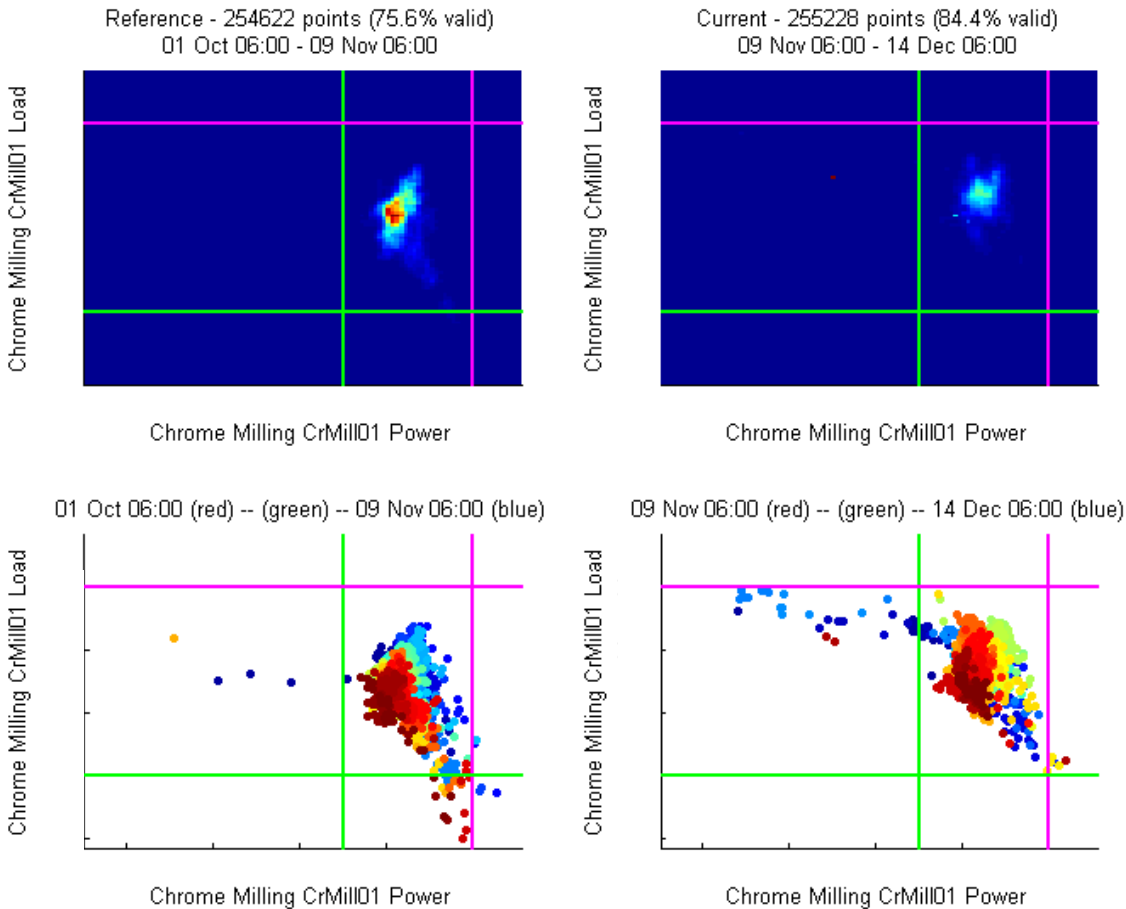 Reference - 254622 points (75.6% valid)
01 Oct 06:00 - 09 Nov 06:00
Current - 255228 points (84.4% valid)
09 Nov 06:00 - 14 Dec 06:00
Chrome Milling CrMill01 Load
Chrome Milling CrMill01 Load
Chrome Milling CrMill01 Power
Chrome Milling CrMill01 Power
01 Oct 06:00 (red) -- (green) -- 09 Nov 06:00 (blue)
09 Nov 06:00 (red) -- (green) -- 14 Dec 06:00 (blue)
Chrome Milling CrMill01 Load
Chrome Milling CrMill01 Load
Chrome Milling CrMill01 Power
Chrome Milling CrMill01 Power